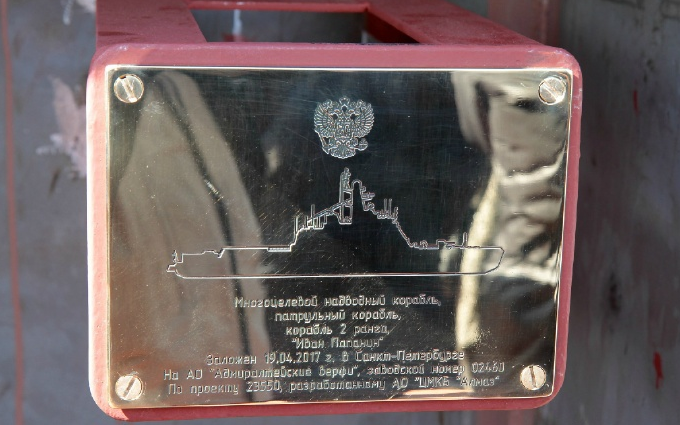 Многоцелевой надводный корабль,
патрульный корабль,
корабль 2 ранга,
"Иван Папанин"
Заложен 19.04.2017 г. в Санкт-Петербурге
На АО "Адмиралтейские верфи", заводской номер 02480
По проекту 23550, разработанному АО "ЦМКБ "Алмаз"